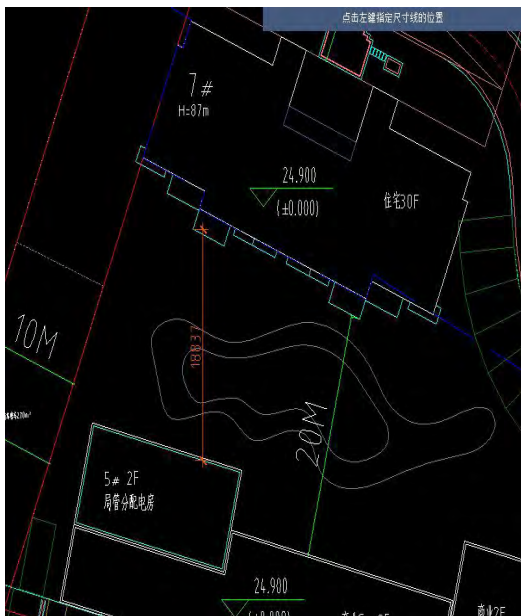 点击左键指定尺寸线的位置
7#
H=87m
24.900
(±0.000)
住宅30F
10M
18837
20M
5# 2F
局管分配电房
24.900
(±0.000)
商业2F